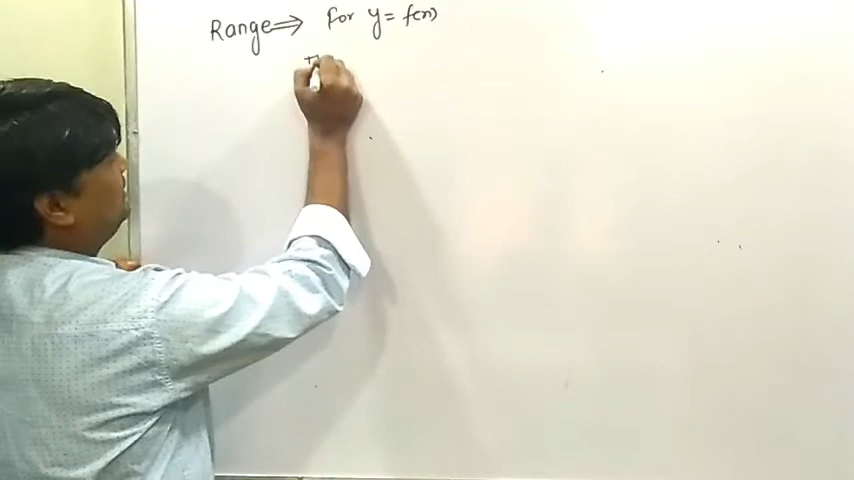 Range ⇒ for y = f(x)